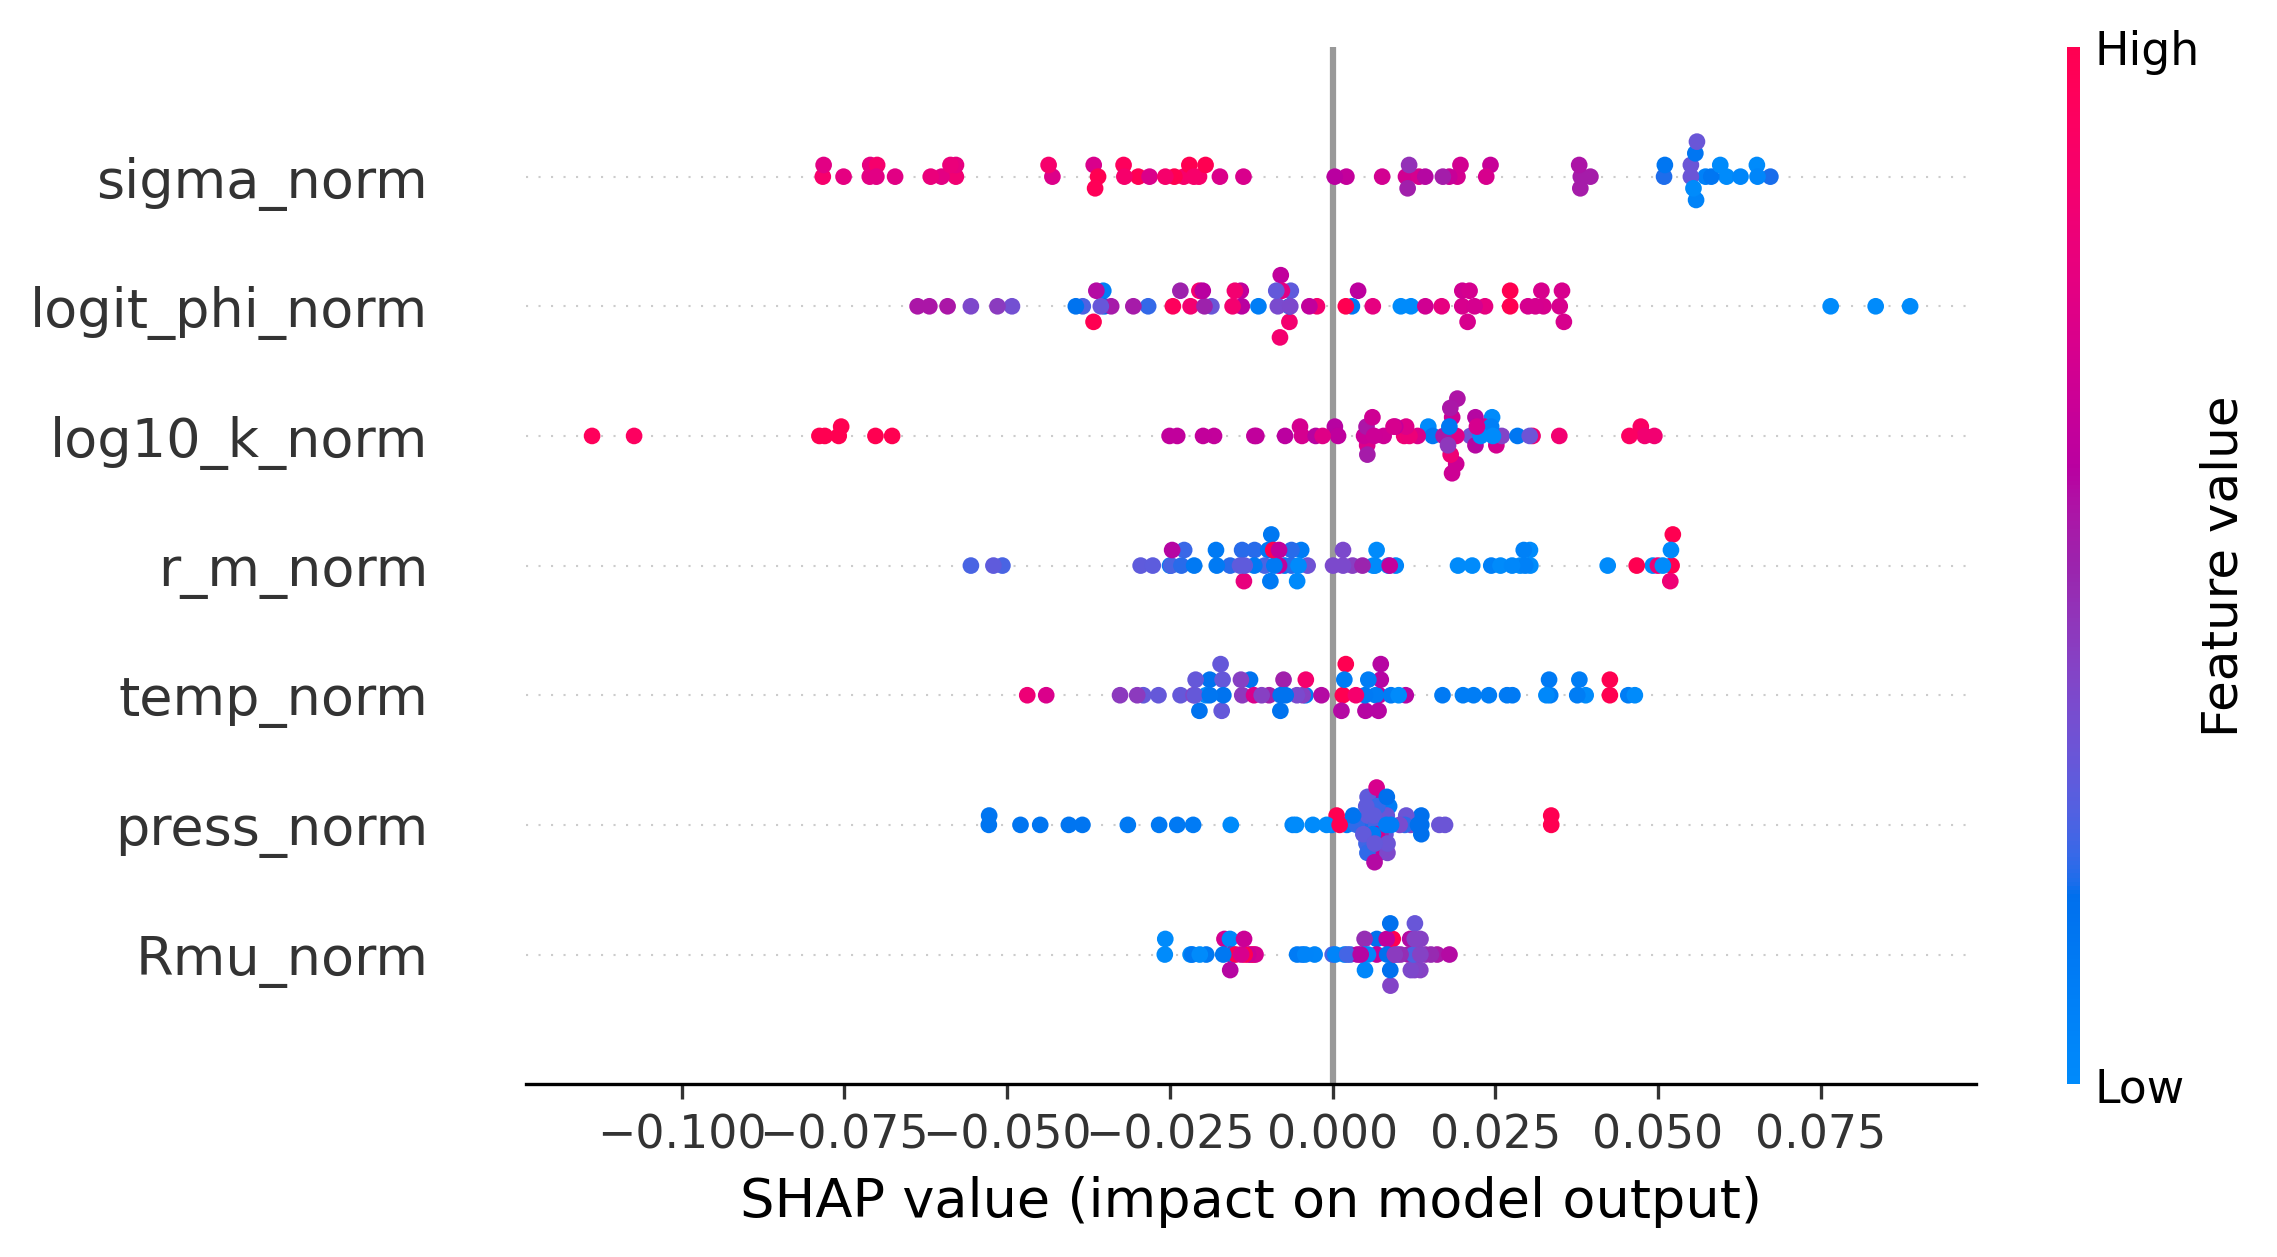 High
sigma_norm
logit_phi_norm
log10_k_norm
r_m_norm
temp_norm
press_norm
Rmu_norm
Feature value
Low
−0.100 −0.075 −0.050 −0.025 0.000 0.025 0.050 0.075
SHAP value (impact on model output)